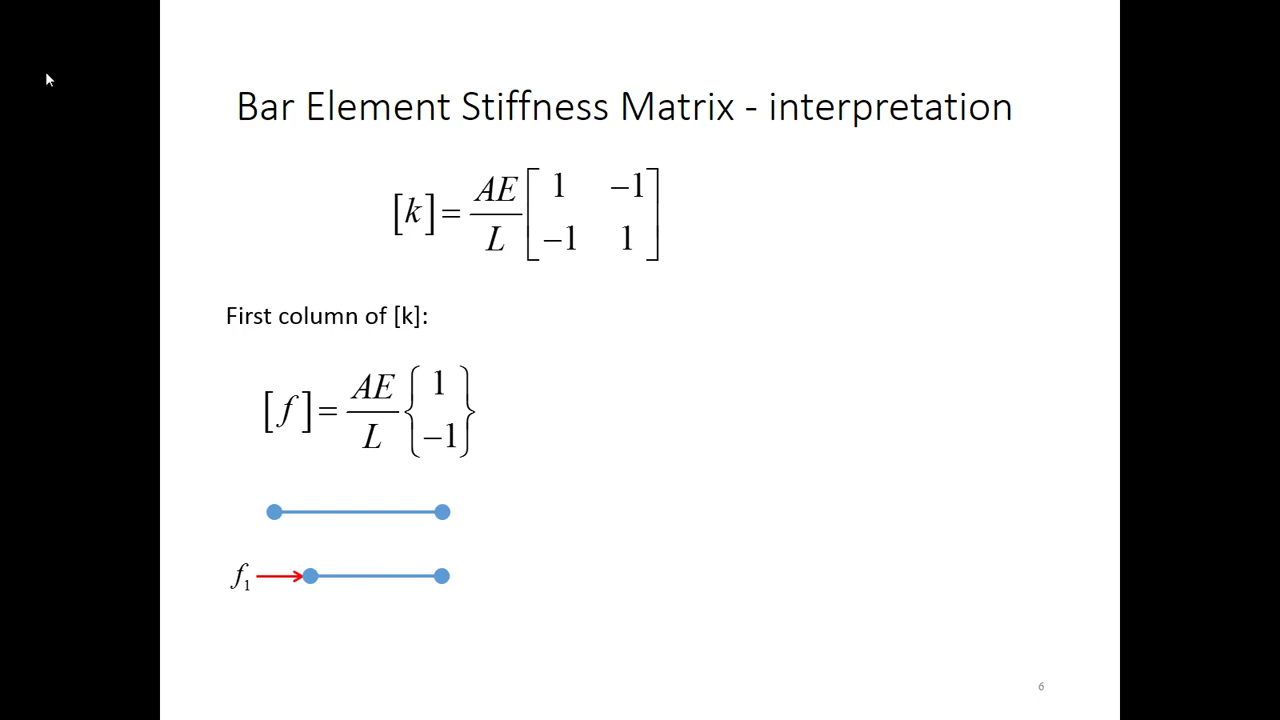 Bar Element Stiffness Matrix - interpretation
[k] = AE/L [1 −1; −1 1]
First column of [k]:
[f] = AE/L {1; −1}
f₁
6